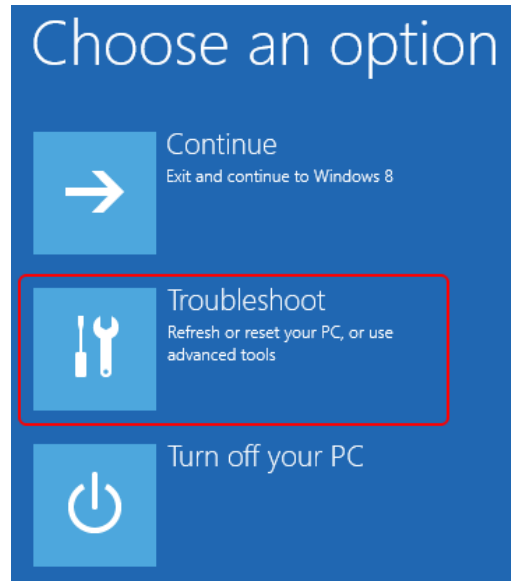 Choose an option
Continue
Exit and continue to Windows 8
Troubleshoot
Refresh or reset your PC, or use
advanced tools
Turn off your PC